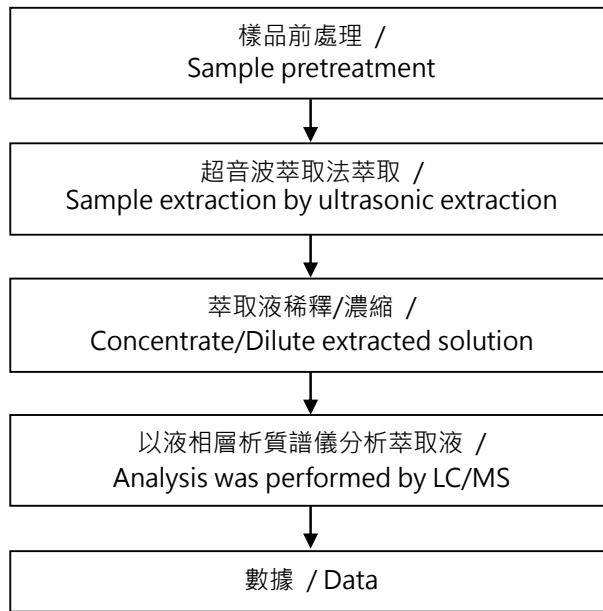 樣品前處理 /
Sample pretreatment
超音波萃取法萃取 /
Sample extraction by ultrasonic extraction
萃取液稀釋/濃縮 /
Concentrate/Dilute extracted solution
以液相層析質譜儀分析萃取液 /
Analysis was performed by LC/MS
數據 / Data